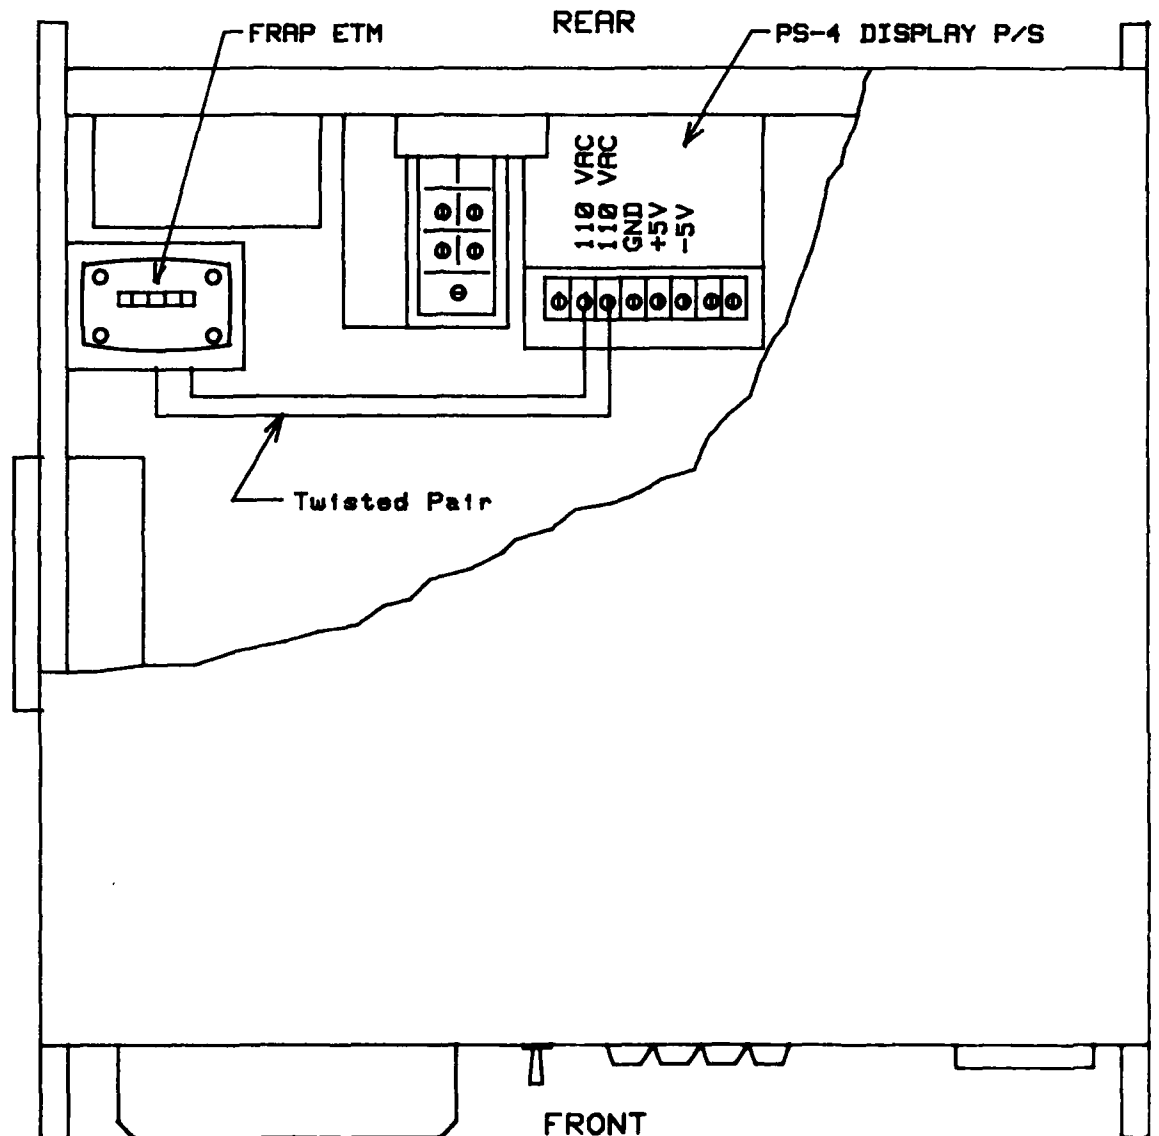 REAR
FRAP ETM
PS-4 DISPLAY P/S
110 VAC
110 VAC
GND
+5V
-5V
Twisted Pair
FRONT